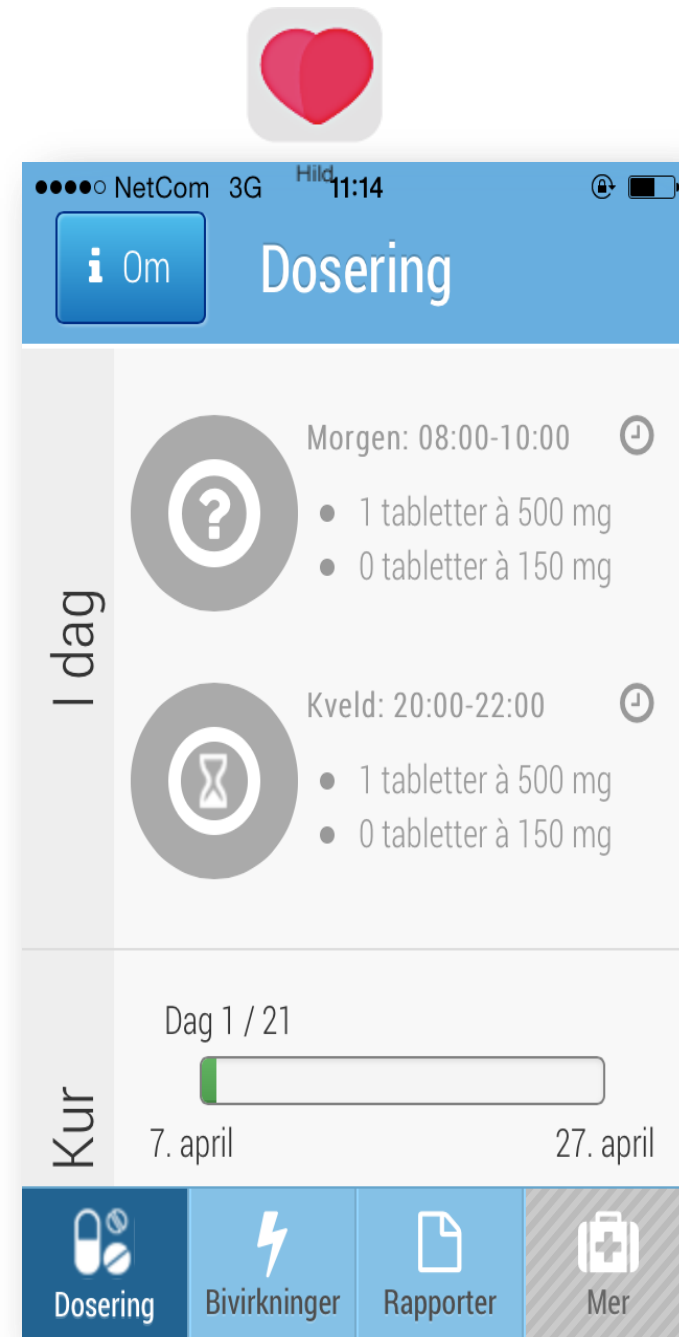 Hild
NetCom 3G 11:14
i Om
Dosering
I dag
Morgen: 08:00-10:00
? • 1 tabletter à 500 mg
• 0 tabletter à 150 mg
Kveld: 20:00-22:00
• 1 tabletter à 500 mg
• 0 tabletter à 150 mg
Kur
Dag 1 / 21
7. april 27. april
Dosering Bivirkninger Rapporter Mer